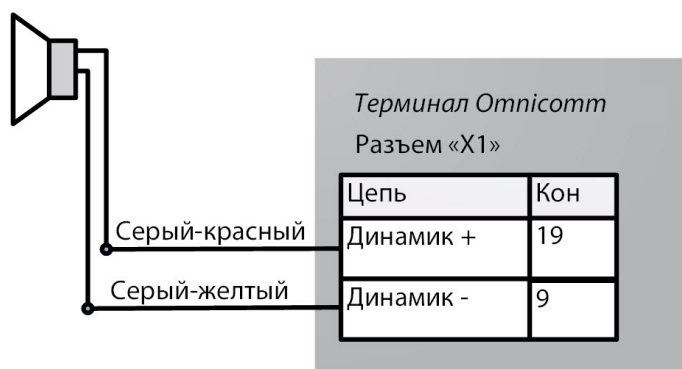 Терминал Omnicomm
Разъем «X1»
Цепь Кон
Серый-красный Динамик + 19
Серый-желтый Динамик - 9